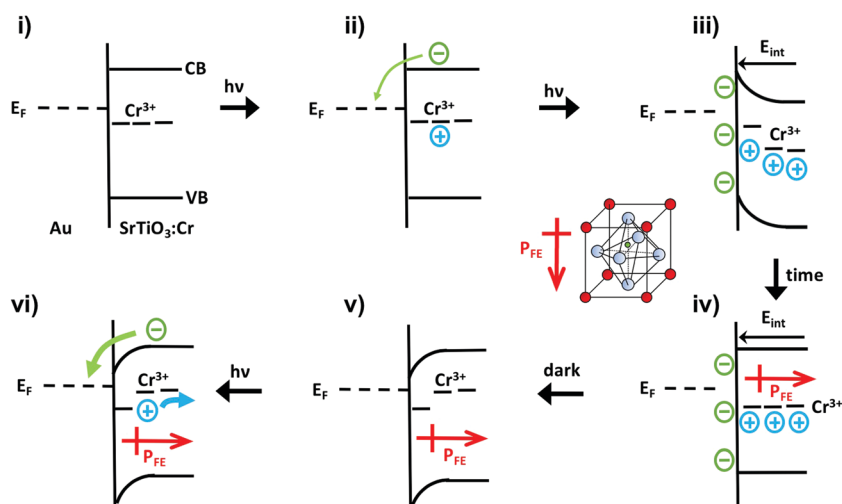 i)
CB
E_F
Cr³⁺
VB
Au
SrTiO₃:Cr
hν
ii)
−
Cr³⁺
+
hν
iii)
E_int
−
E_F
−
Cr³⁺
+
+
+
−
P_FE
time
iv)
E_int
−
E_F
P_FE
−
Cr³⁺
+
+
+
−
dark
v)
E_F
Cr³⁺
P_FE
hν
vi)
−
E_F
Cr³⁺
+
P_FE